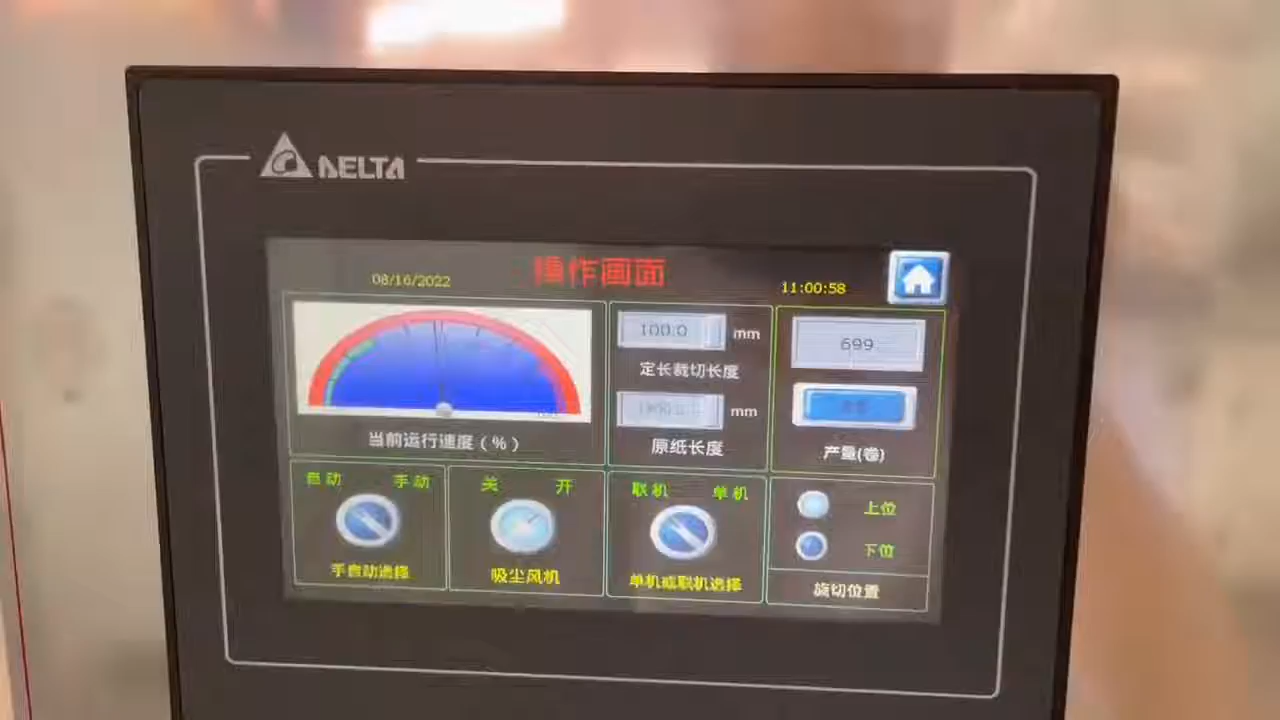 DELTA
操作画面
08/16/2022
11:00:58
100.0 mm
定长裁切长度
mm
原纸长度
699
产量(卷)
当前运行速度(%)
自动 手动
手自动选择
关 开
吸尘风机
联机 单机
单机或联机选择
上位
下位
旋切位置